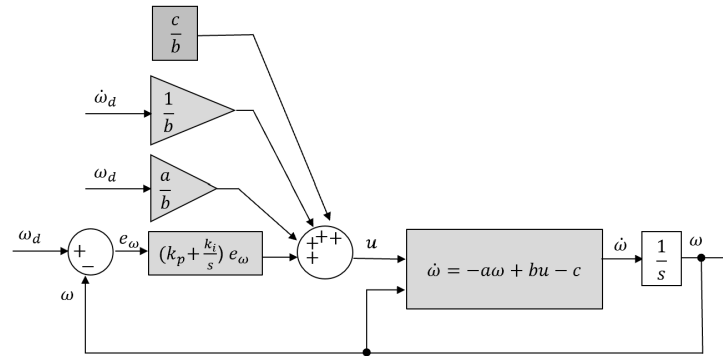 c/b
ω̇_d
1/b
ω_d
a/b
ω_d
+
−
e_ω
(k_p + k_i/s) e_ω
+
+
++
u
ω̇ = −aω + bu − c
ω̇
1/s
ω
ω